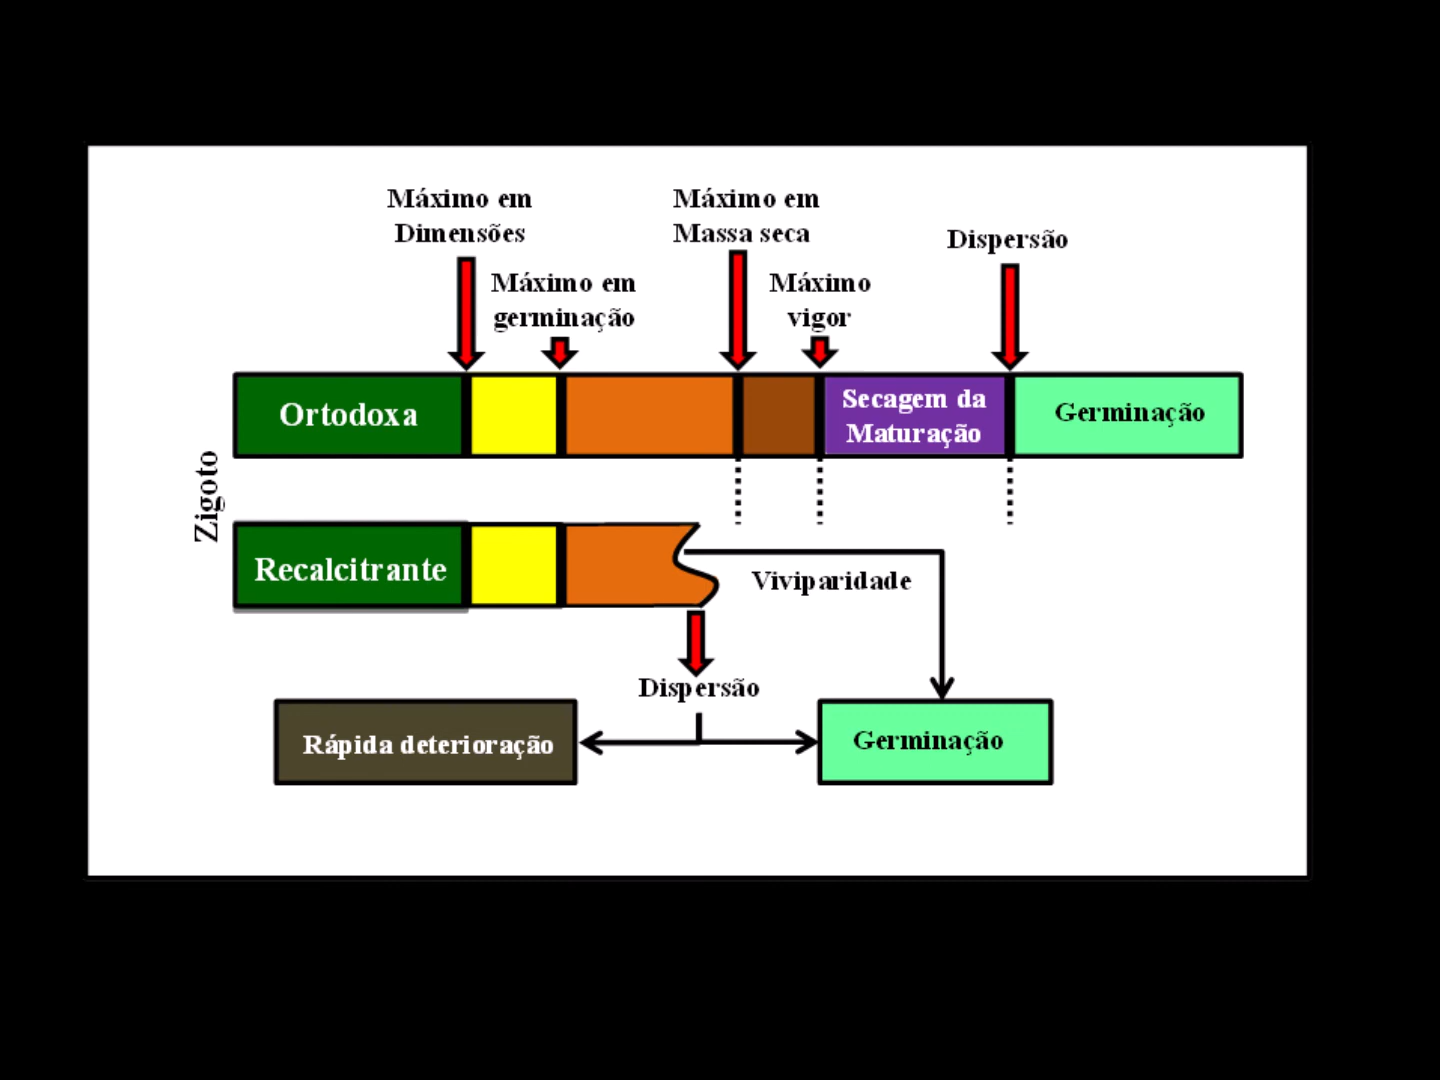 Máximo em
Dimensões
Máximo em
germinação
Máximo em
Massa seca
Máximo
vigor
Dispersão
Ortodoxa
Secagem da
Maturação
Germinação
Zigoto
Recalcitrante
Viviparidade
Dispersão
Rápida deterioração
Germinação